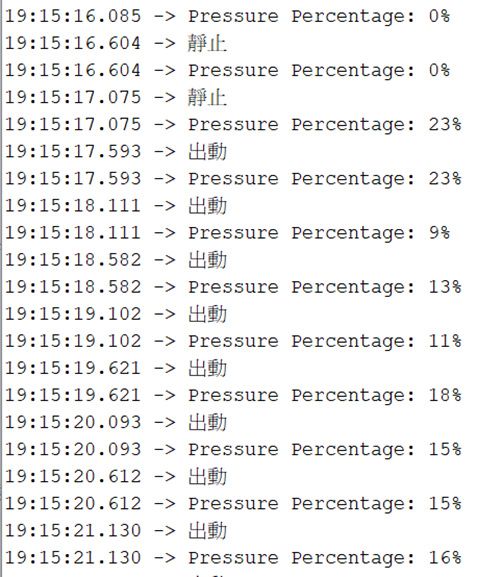 19:15:16.085 -> Pressure Percentage: 0%
19:15:16.604 -> 靜止
19:15:16.604 -> Pressure Percentage: 0%
19:15:17.075 -> 靜止
19:15:17.075 -> Pressure Percentage: 23%
19:15:17.593 -> 出動
19:15:17.593 -> Pressure Percentage: 23%
19:15:18.111 -> 出動
19:15:18.111 -> Pressure Percentage: 9%
19:15:18.582 -> 出動
19:15:18.582 -> Pressure Percentage: 13%
19:15:19.102 -> 出動
19:15:19.102 -> Pressure Percentage: 11%
19:15:19.621 -> 出動
19:15:19.621 -> Pressure Percentage: 18%
19:15:20.093 -> 出動
19:15:20.093 -> Pressure Percentage: 15%
19:15:20.612 -> 出動
19:15:20.612 -> Pressure Percentage: 15%
19:15:21.130 -> 出動
19:15:21.130 -> Pressure Percentage: 16%